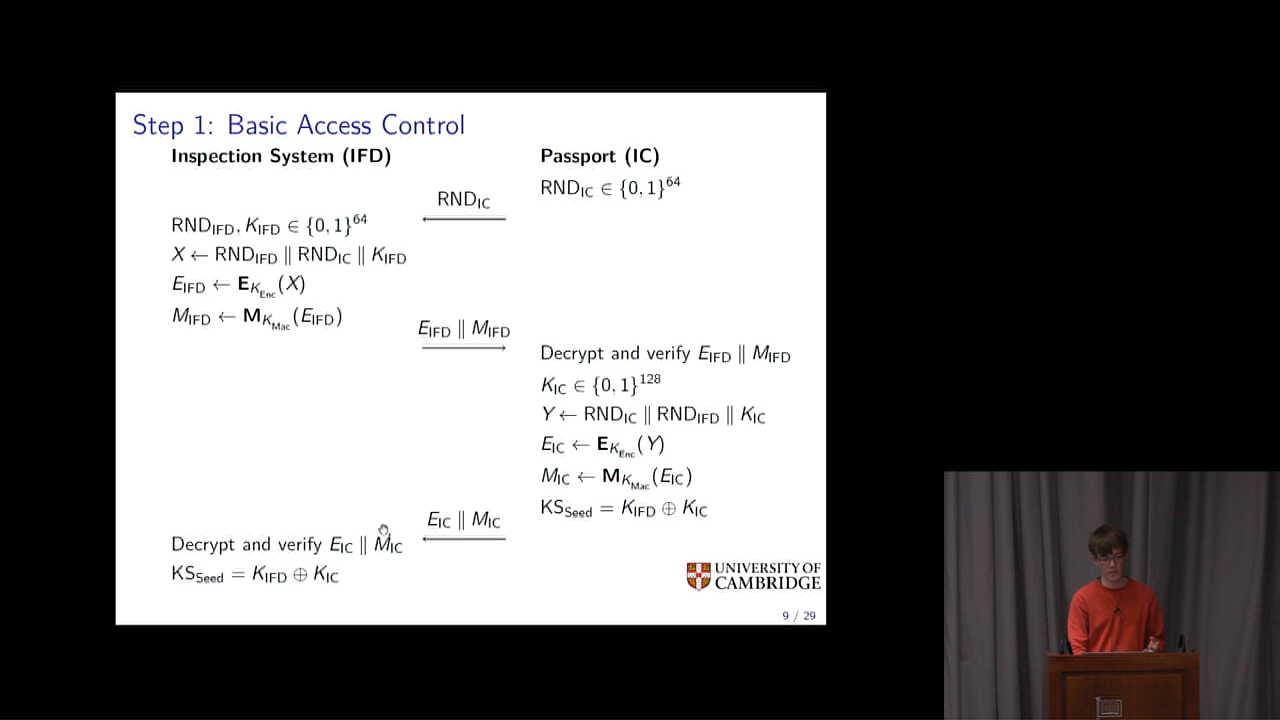 Step 1: Basic Access Control
Inspection System (IFD)
Passport (IC)
RND_IC ∈ {0, 1}^64
RND_IC
←
RND_IFD, K_IFD ∈ {0, 1}^64
X ← RND_IFD ∥ RND_IC ∥ K_IFD
E_IFD ← E_K_Enc(X)
M_IFD ← M_K_Mac(E_IFD)
E_IFD ∥ M_IFD
→
Decrypt and verify E_IFD ∥ M_IFD
K_IC ∈ {0, 1}^128
Y ← RND_IC ∥ RND_IFD ∥ K_IC
E_IC ← E_K_Enc(Y)
M_IC ← M_K_Mac(E_IC)
KS_Seed = K_IFD ⊕ K_IC
E_IC ∥ M_IC
←
Decrypt and verify E_IC ∥ M_IC
KS_Seed = K_IFD ⊕ K_IC
UNIVERSITY OF
CAMBRIDGE
9 / 29